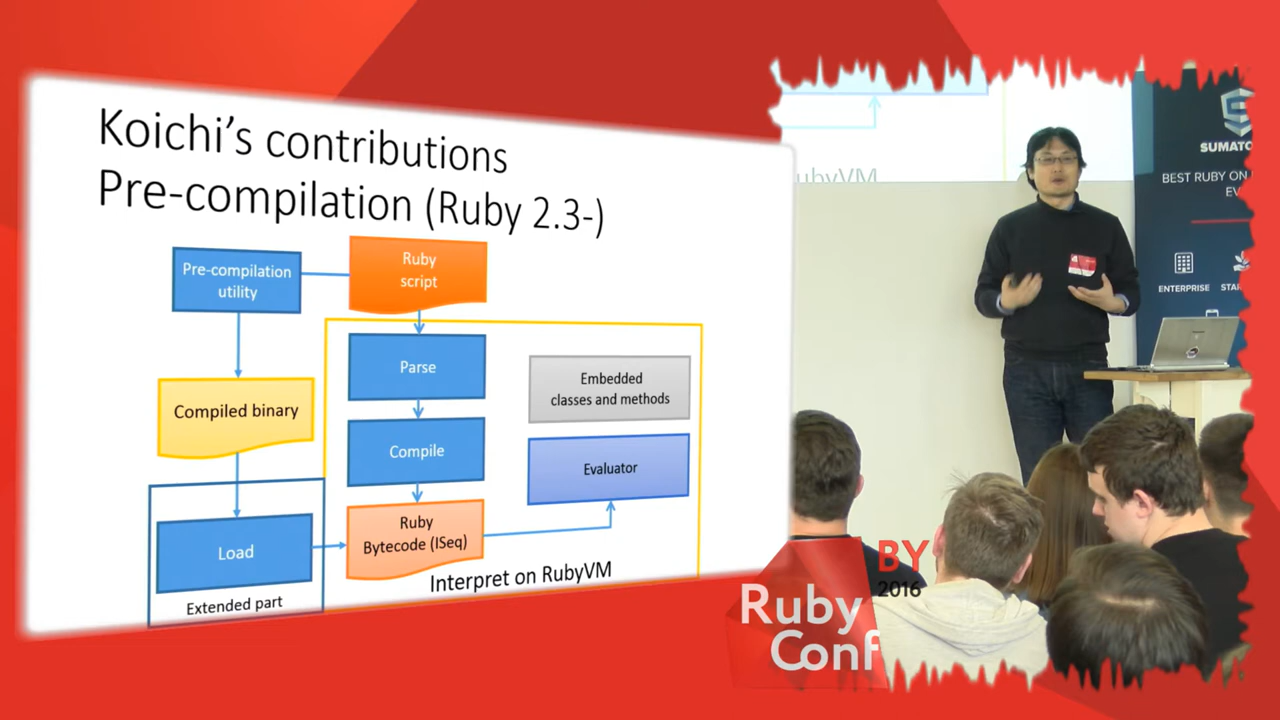 Koichi's contributions
Pre-compilation (Ruby 2.3-)
Pre-compilation
utility
Ruby
script
Parse
Embedded
classes and methods
Compiled binary
Compile
Evaluator
Ruby
Bytecode (ISeq)
Load
Interpret on RubyVM
Extended part
BEST RUBY ON
ENTERPRISE
BY
2016
Ruby
Conf